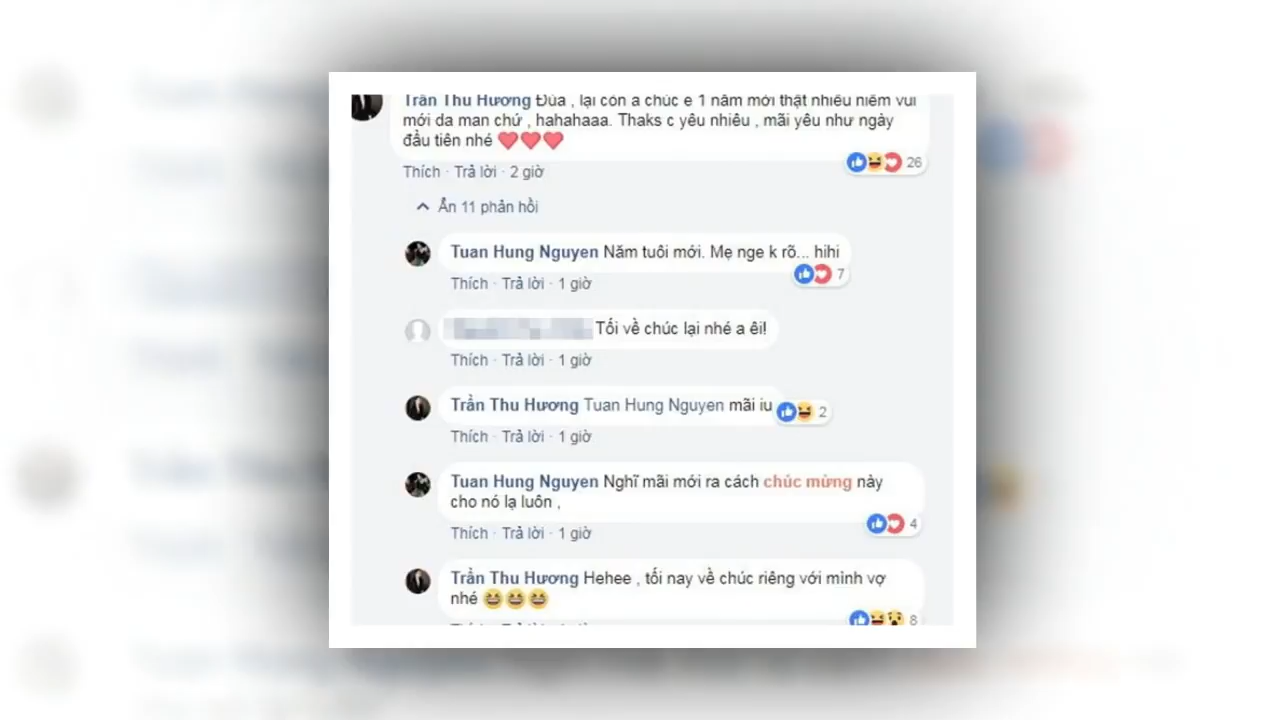 Trần Thu Hương Đùa , lại còn a chúc e 1 năm mới thật nhiều niềm vui
mới da man chứ , hahahaaa. Thaks c yêu nhiêu , mãi yêu như ngày
đầu tiên nhé ❤❤❤
Thích · Trả lời · 2 giờ
26
Ẩn 11 phản hồi
Tuan Hung Nguyen Năm tuổi mới. Mẹ nge k rõ... hihi
7
Thích · Trả lời · 1 giờ
Tối về chúc lại nhé a êi!
Thích · Trả lời · 1 giờ
Trần Thu Hương Tuan Hung Nguyen mãi iu
2
Thích · Trả lời · 1 giờ
Tuan Hung Nguyen Nghĩ mãi mới ra cách chúc mừng này
cho nó lạ luôn ,
4
Thích · Trả lời · 1 giờ
Trần Thu Hương Hehee , tối nay về chúc riêng với mình vợ
nhé 😆😆😆
8